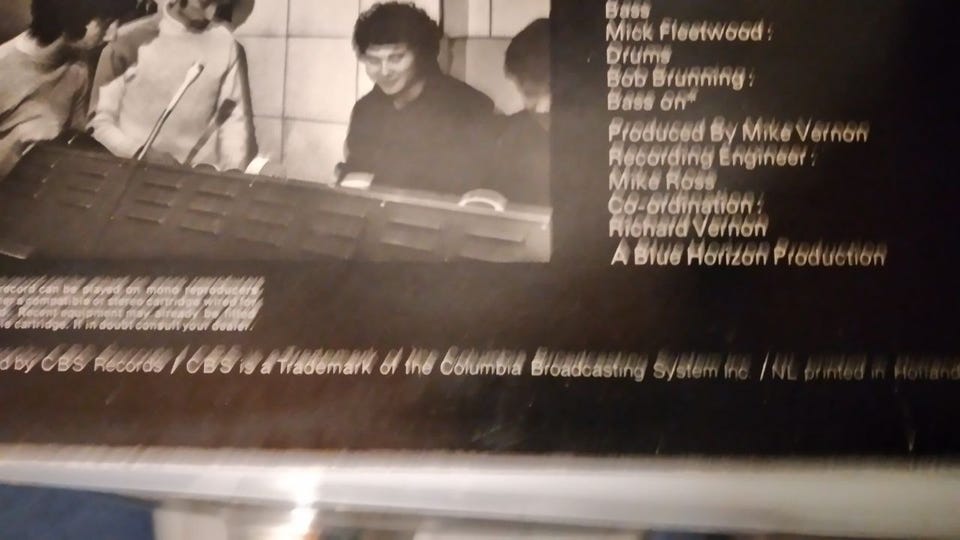 Bass
Mick Fleetwood:
Drums
Bob Brunning:
Bass on*
Produced By Mike Vernon
Recording Engineer:
Mike Ross
Co-ordination:
Richard Vernon
A Blue Horizon Production
record can be played on mono reproducers
a compatible or stereo cartridge wired for
Recent equipment may already be fitted
cartridge. If in doubt consult your dealer.
by CBS Records / CBS is a Trademark of the Columbia Broadcasting System Inc. / NL printed in Holland